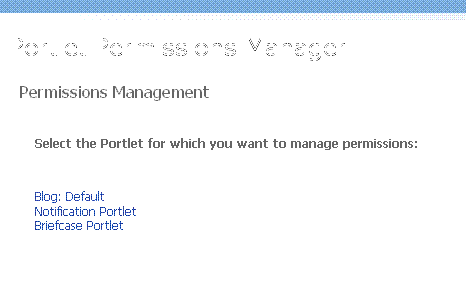 Portlet Permissions Manager
Permissions Management
Select the Portlet for which you want to manage permissions:
Blog: Default
Notification Portlet
Briefcase Portlet